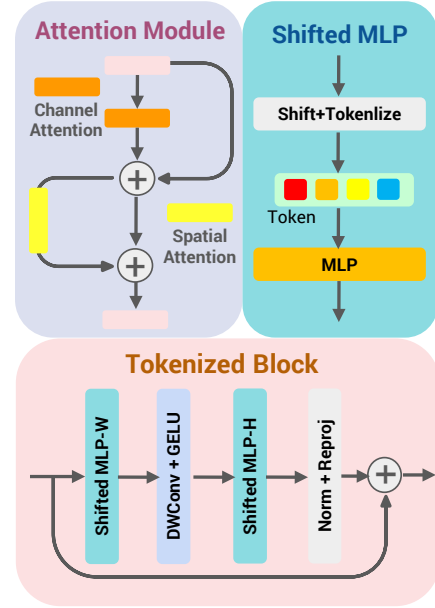 Attention Module
Channel
Attention
+
Spatial
Attention
+
Shifted MLP
Shift+Tokenlize
Token
MLP
Tokenized Block
Shifted MLP-W
DWConv + GELU
Shifted MLP-H
Norm + Reproj
+